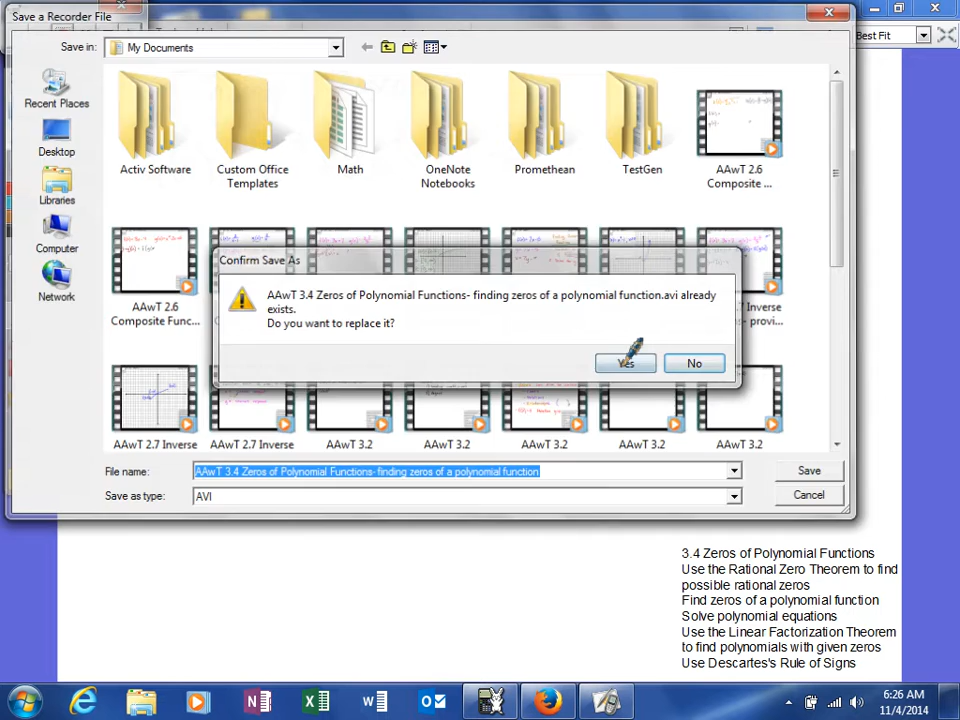 Save a Recorder File
Best Fit
Save in:
My Documents
Recent Places
Desktop
Libraries
Computer
Network
Activ Software
Custom Office
Templates
Math
OneNote
Notebooks
Promethean
TestGen
AAwT 2.6
Composite ...
AAwT 2.6
Composite Func...
7 Inverse
- provi...
Confirm Save As
AAwT 3.4 Zeros of Polynomial Functions- finding zeros of a polynomial function.avi already
exists.
Do you want to replace it?
Yes
No
AAwT 2.7 Inverse
AAwT 2.7 Inverse
AAwT 3.2
AAwT 3.2
AAwT 3.2
AAwT 3.2
AAwT 3.2
File name:
AAwT 3.4 Zeros of Polynomial Functions- finding zeros of a polynomial function
Save
Save as type:
AVI
Cancel
3.4 Zeros of Polynomial Functions
Use the Rational Zero Theorem to find
possible rational zeros
Find zeros of a polynomial function
Solve polynomial equations
Use the Linear Factorization Theorem
to find polynomials with given zeros
Use Descartes's Rule of Signs
6:26 AM
11/4/2014